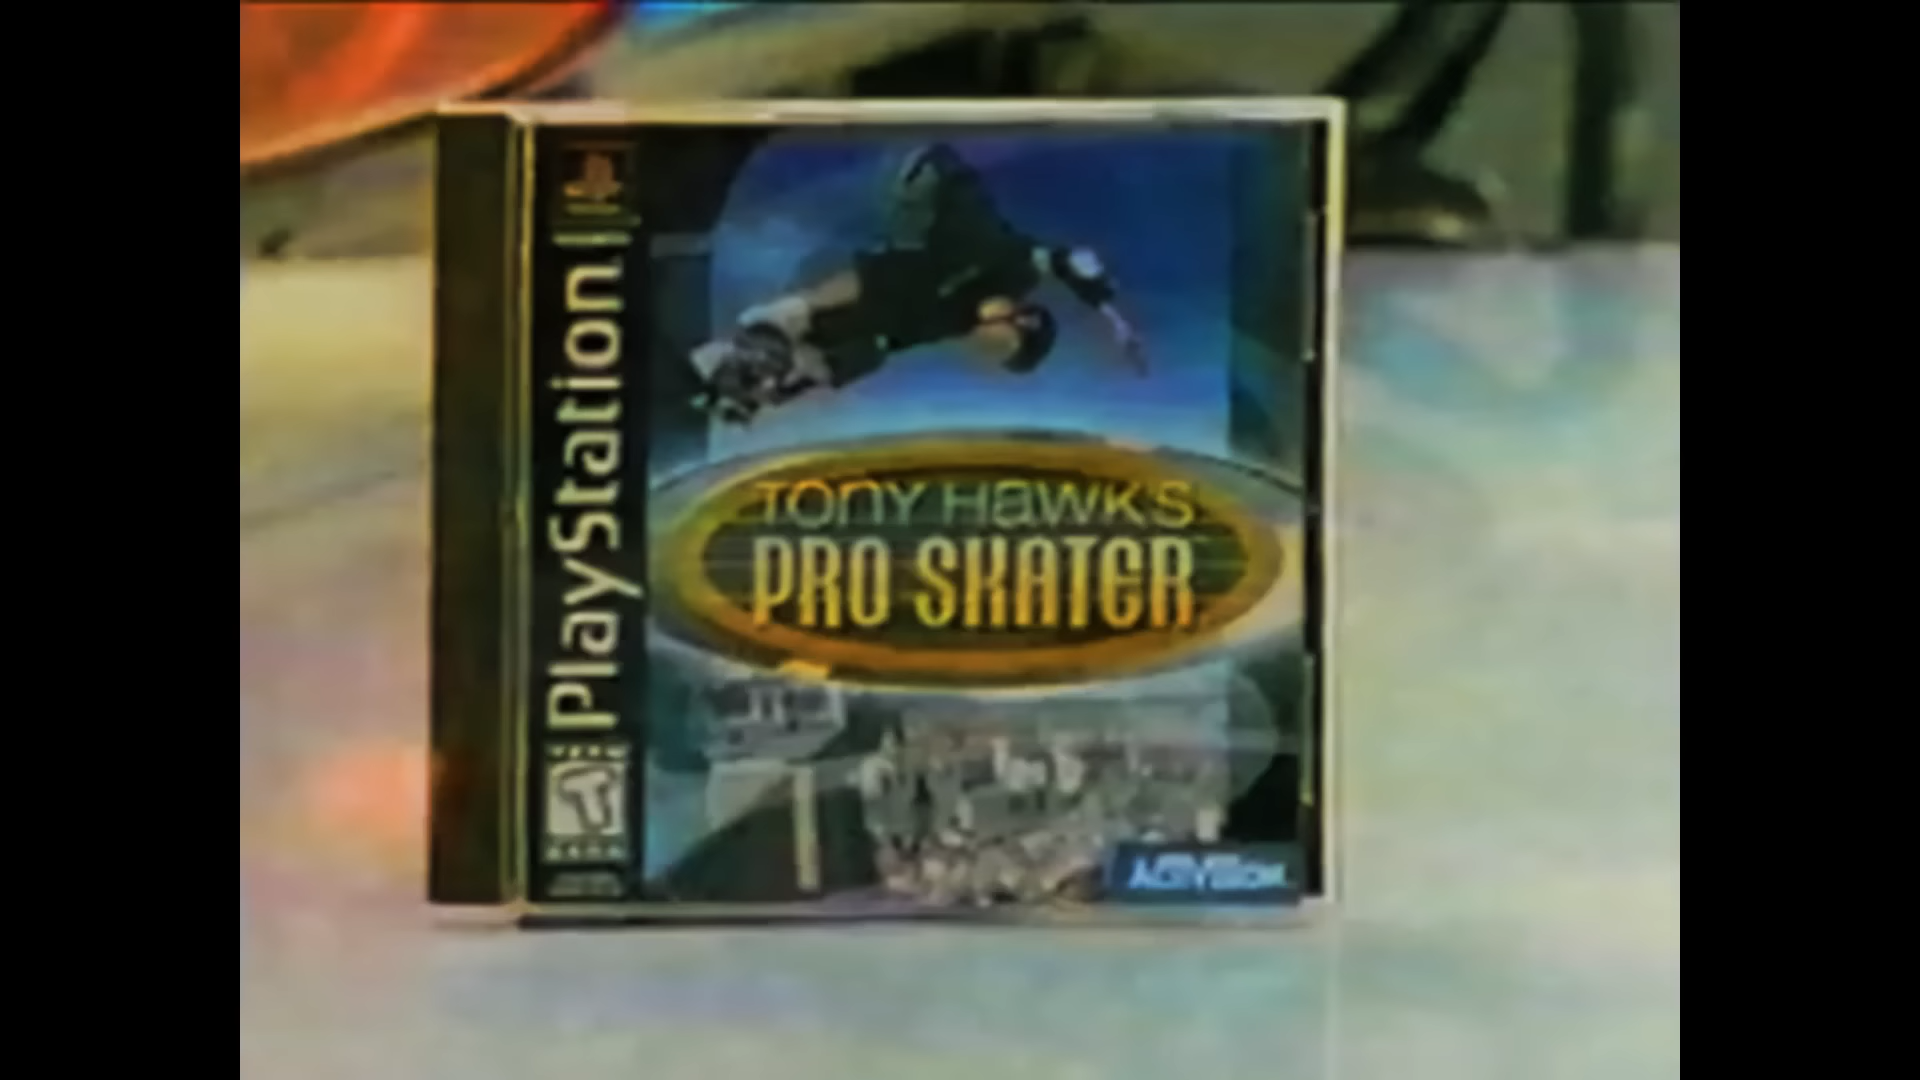 PlayStation
TONY HAWK'S
PRO SKATER
T
ACTIVISION